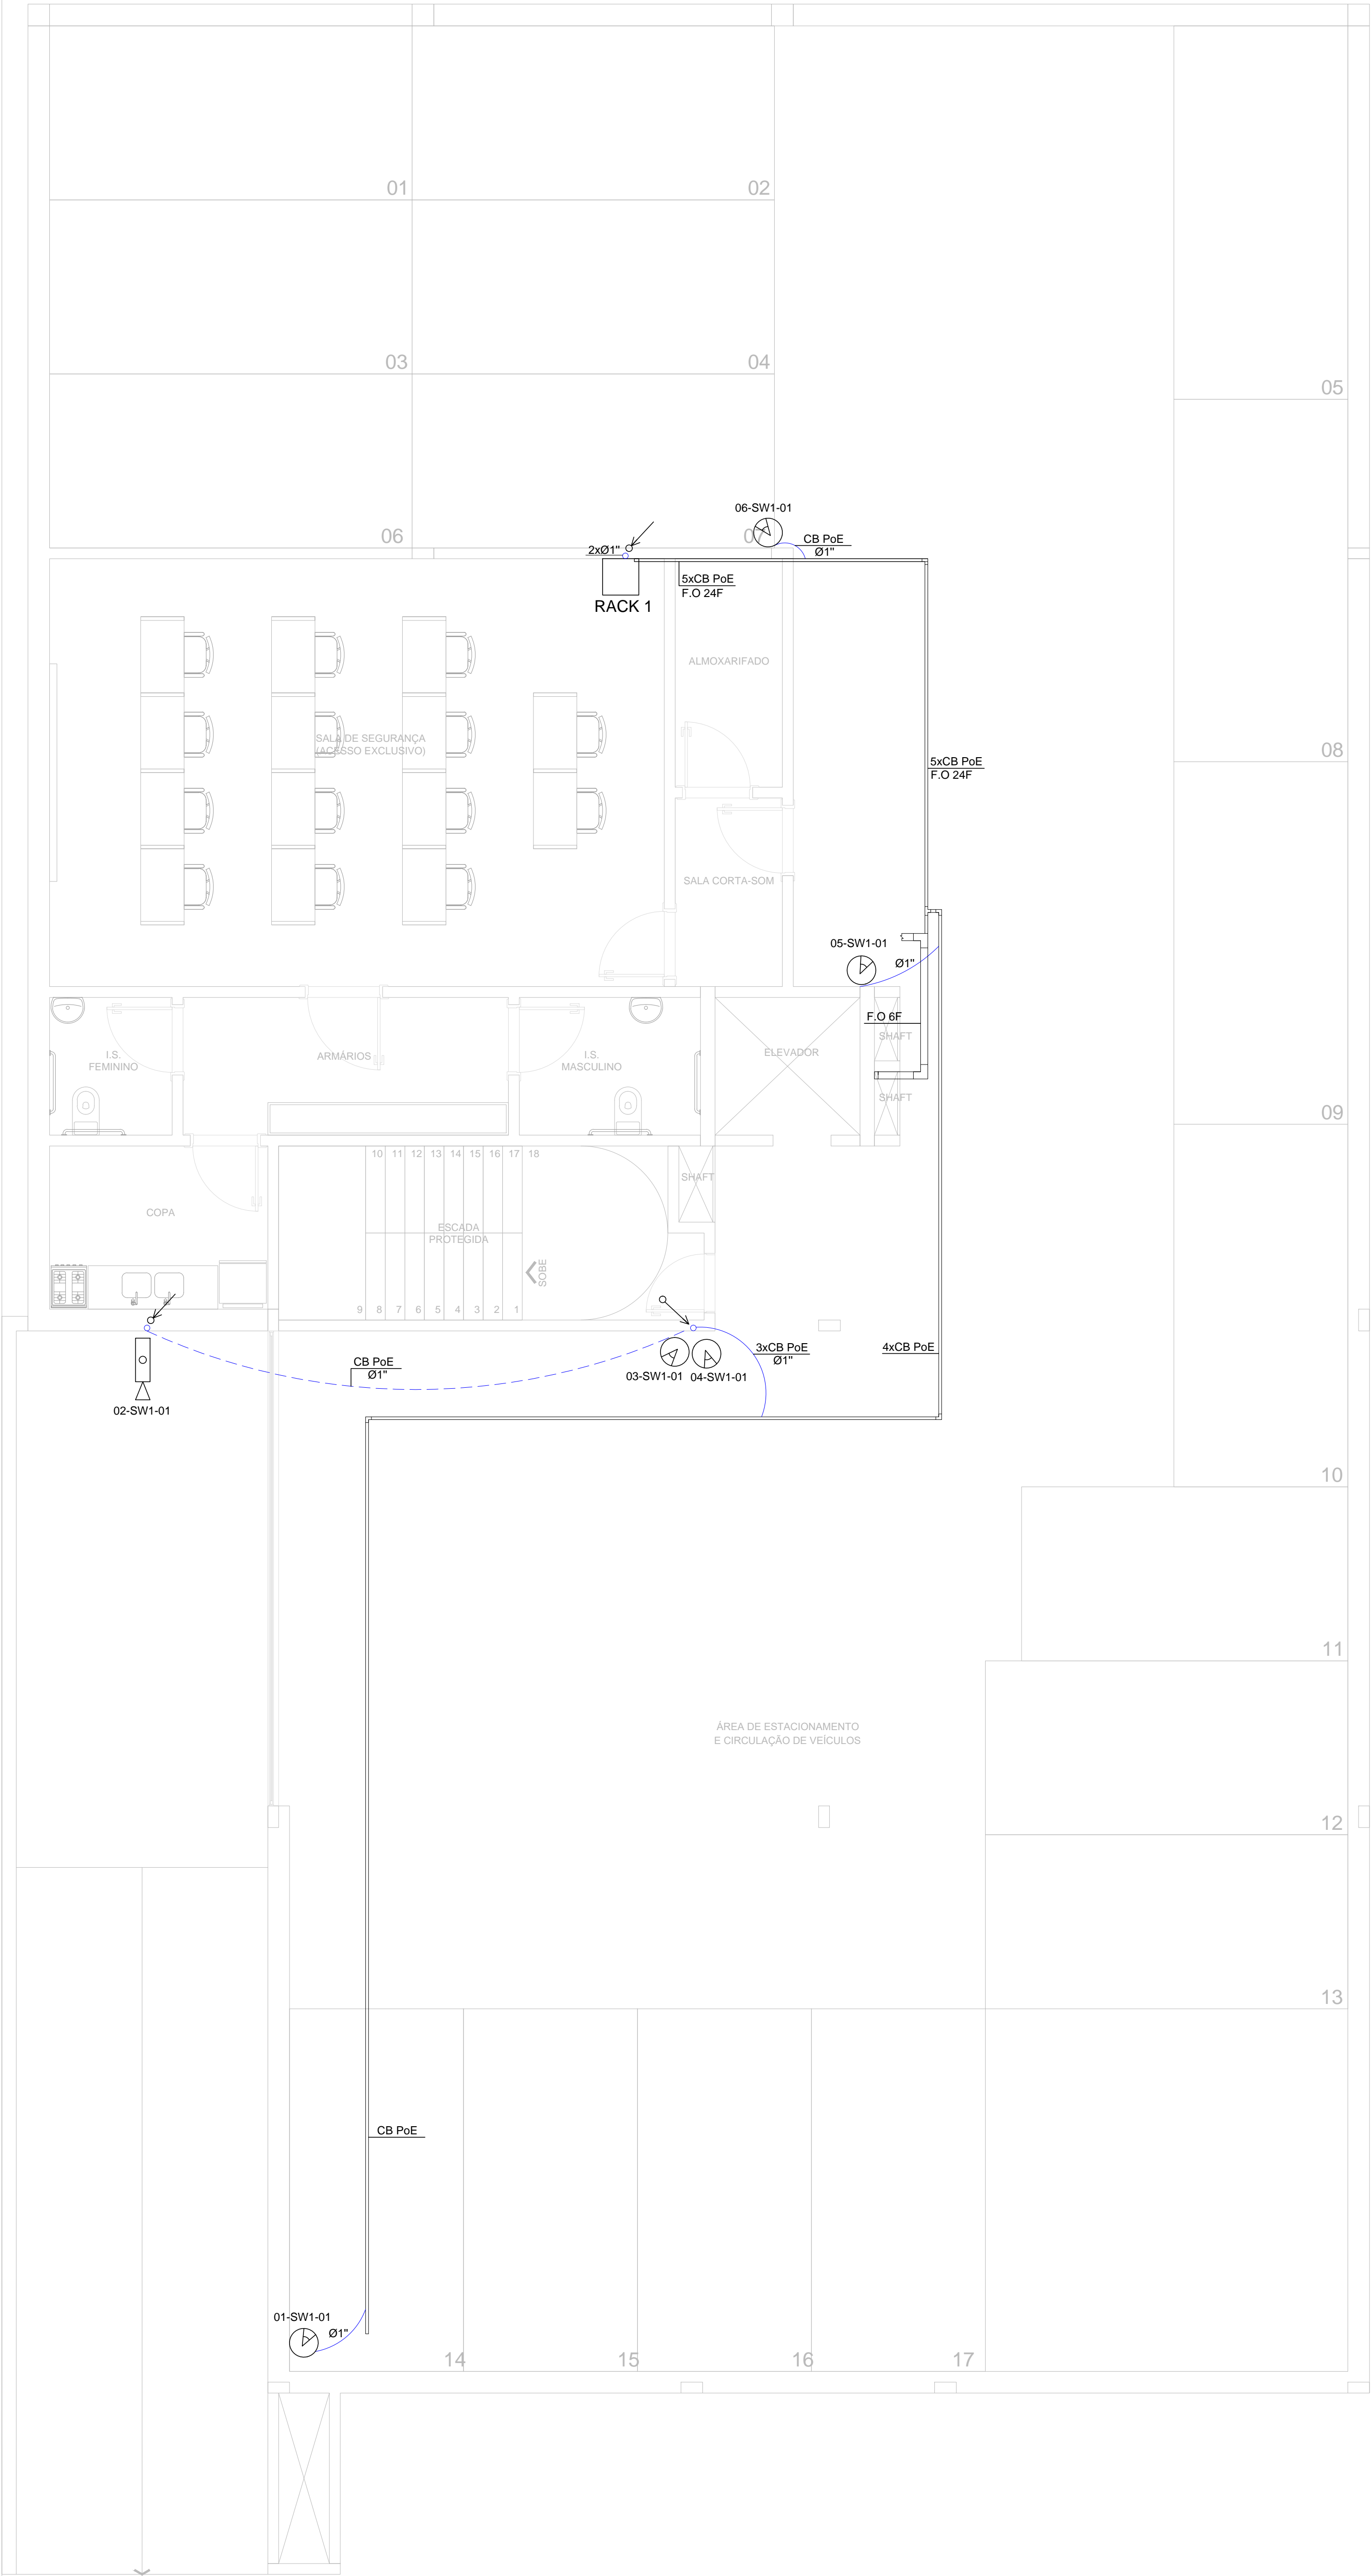 01
02
03
04
05
06-SW1-01
06
0
CB PoE
Ø1"
2xØ1"
5xCB PoE
F.O 24F
RACK 1
ALMOXARIFADO
SALA DE SEGURANÇA
(ACESSO EXCLUSIVO)
5xCB PoE
F.O 24F
08
SALA CORTA-SOM
05-SW1-01
Ø1"
F.O 6F
SHAFT
I.S.
FEMININO
ARMÁRIOS
I.S.
MASCULINO
ELEVADOR
SHAFT
09
10 11 12 13 14 15 16 17 18
SHAFT
COPA
ESCADA
PROTEGIDA
SOBE
9 8 7 6 5 4 3 2 1
CB PoE
Ø1"
3xCB PoE
Ø1"
4xCB PoE
03-SW1-01
04-SW1-01
02-SW1-01
10
11
ÁREA DE ESTACIONAMENTO
E CIRCULAÇÃO DE VEÍCULOS
12
13
CB PoE
01-SW1-01
Ø1"
14
15
16
17